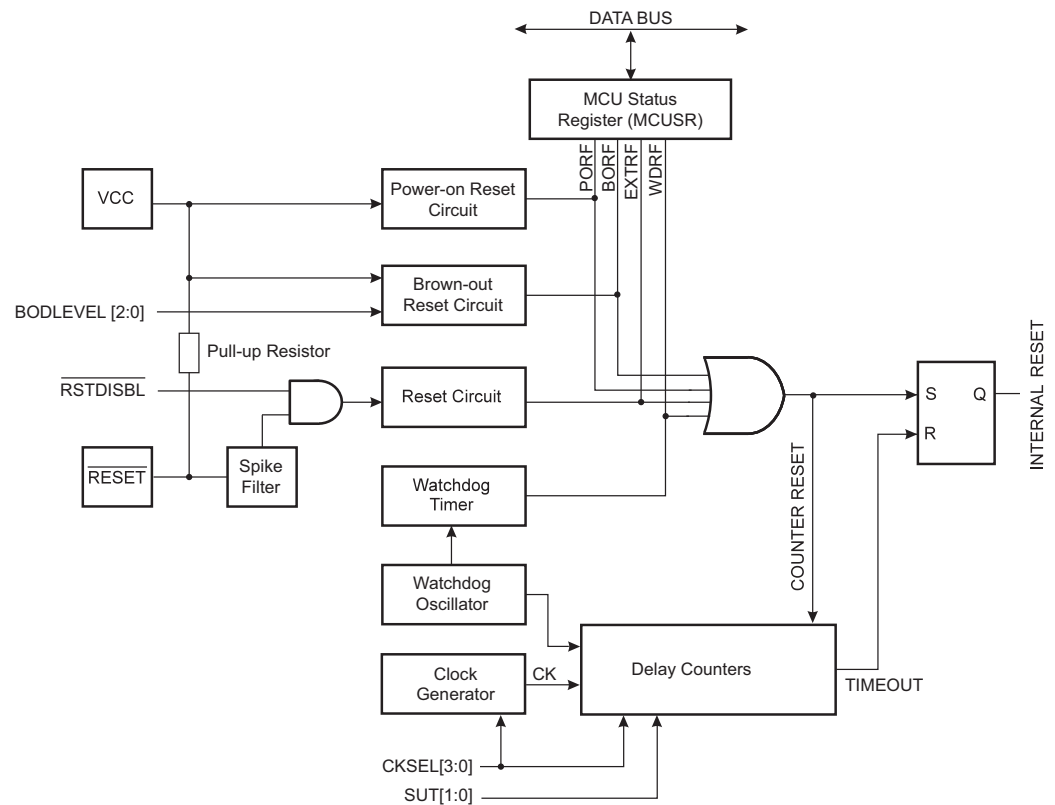 DATA BUS
MCU Status
Register (MCUSR)
PORF
BORF
EXTRF
WDRF
VCC
Power-on Reset
Circuit
Brown-out
Reset Circuit
BODLEVEL [2:0]
Pull-up Resistor
RSTDISBL
Reset Circuit
RESET
Spike
Filter
Watchdog
Timer
Watchdog
Oscillator
Clock
Generator
CK
Delay Counters
COUNTER RESET
TIMEOUT
S
Q
R
INTERNAL RESET
CKSEL[3:0]
SUT[1:0]